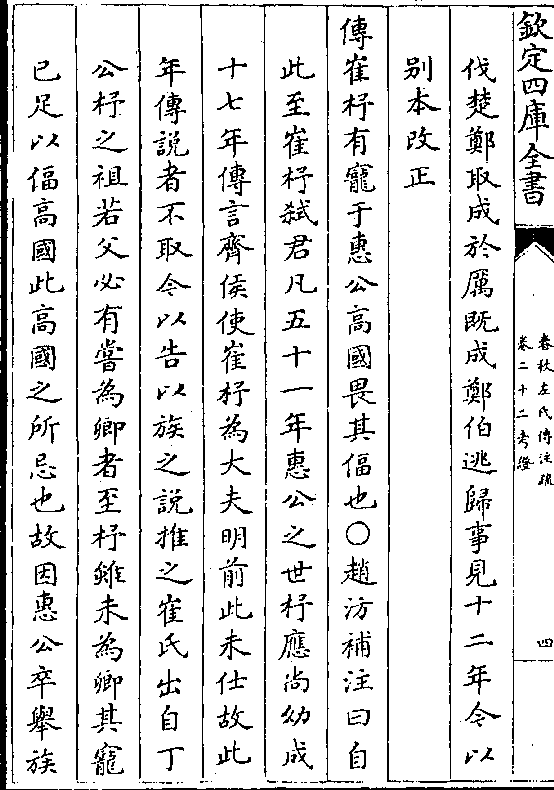 欽定四庫全書
春秋左氏傳注疏
卷二十二考證
四
伐楚鄭取成於厲既成鄭伯逃歸事見十二年今以
别本改正
傳崔杼有寵于惠公高國畏其偪也〇趙汸補注曰自
此至崔杼弑君凡五十一年惠公之世杼應尚幼成
十七年傳言齊侯使崔杼為大夫明前此未仕故此
年傳說者不取今以告以族之說推之崔氏出自丁
公杼之祖若父必有嘗為卿者至杼雖未為卿其寵
已足以偪高國此高國之所忌也故因惠公卒舉族